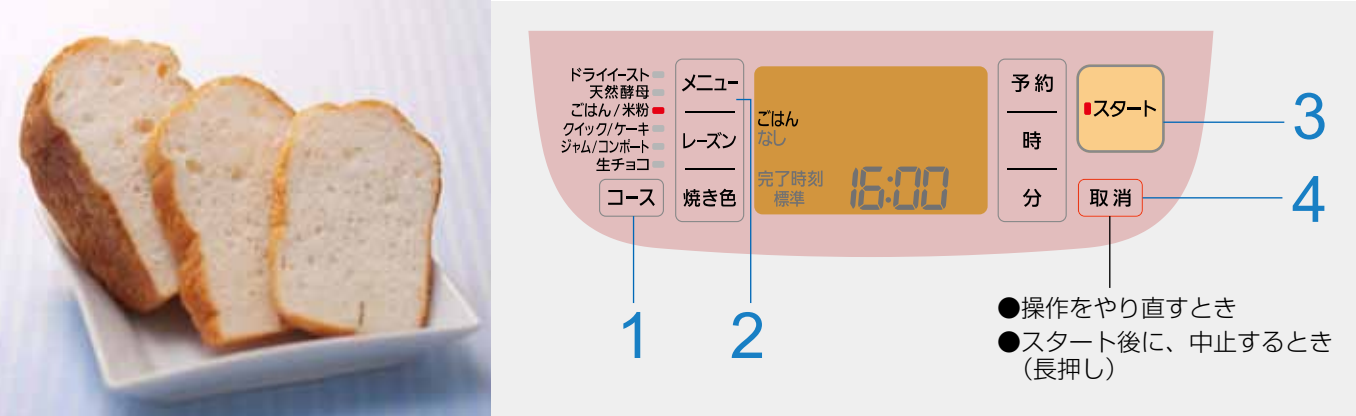 ドライイースト
天然酵母
ごはん/米粉
クイック/ケーキ
ジャム/コンポート
生チョコ
コース
メニュー
レーズン
焼き色
ごはん
なし
完了時刻
標準
16:00
予約
時
分
スタート
取消
1
2
3
4
●操作をやり直すとき
●スタート後に、中止するとき
（長押し）